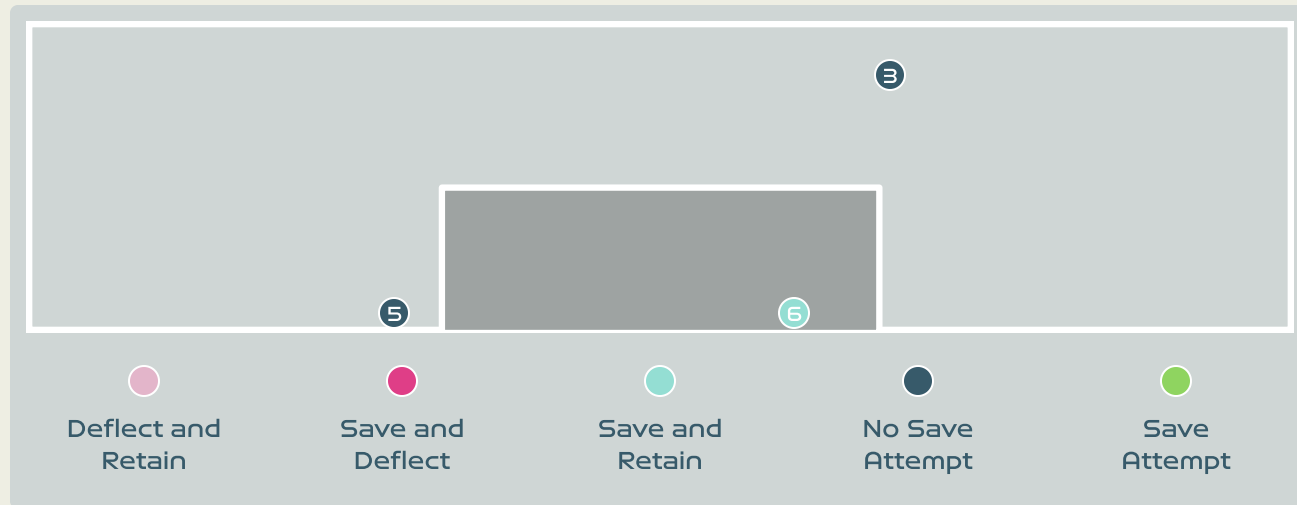 3
5
6
Deflect and
Retain
Save and
Deflect
Save and
Retain
No Save
Attempt
Save
Attempt